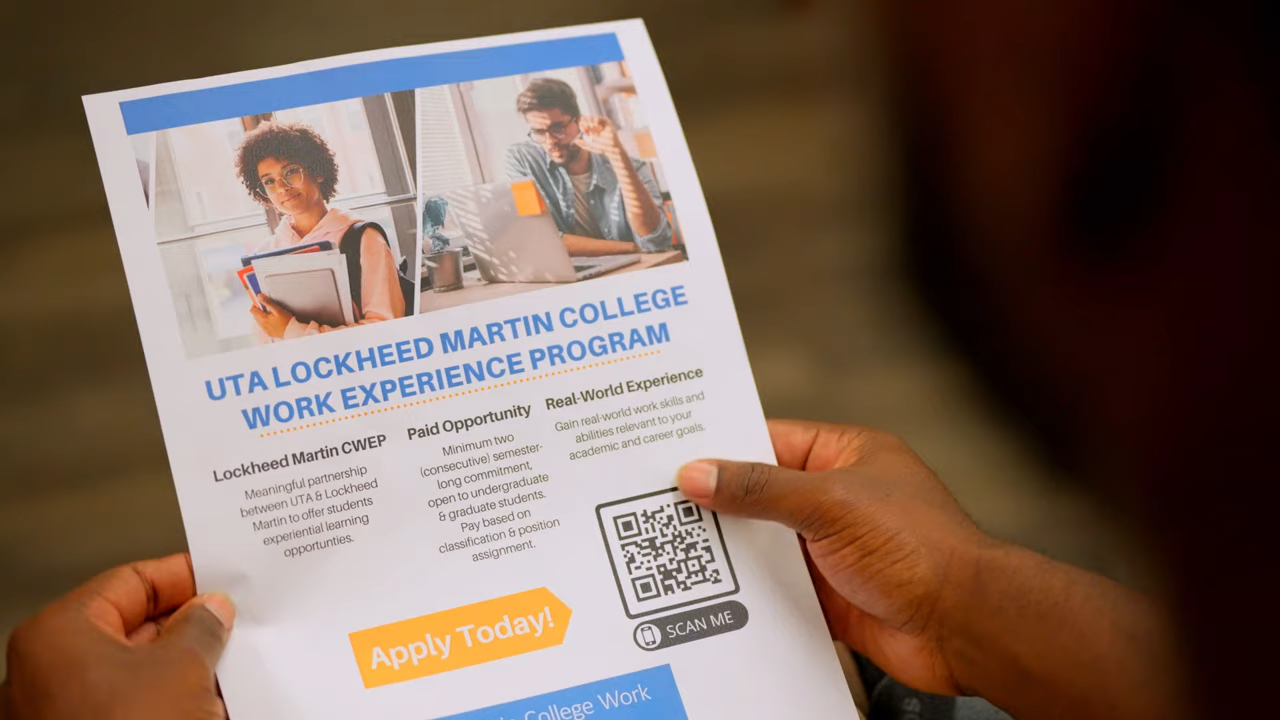 UTA LOCKHEED MARTIN COLLEGE
WORK EXPERIENCE PROGRAM
Lockheed Martin CWEP
Meaningful partnership
between UTA & Lockheed
Martin to offer students
experiential learning
opportunties.
Paid Opportunity
Minimum two
(consecutive) semester-
long commitment,
open to undergraduate
& graduate students.
Pay based on
classification & position
assignment.
Real-World Experience
Gain real-world work skills and
abilities relevant to your
academic and career goals.
SCAN ME
Apply Today!
College Work